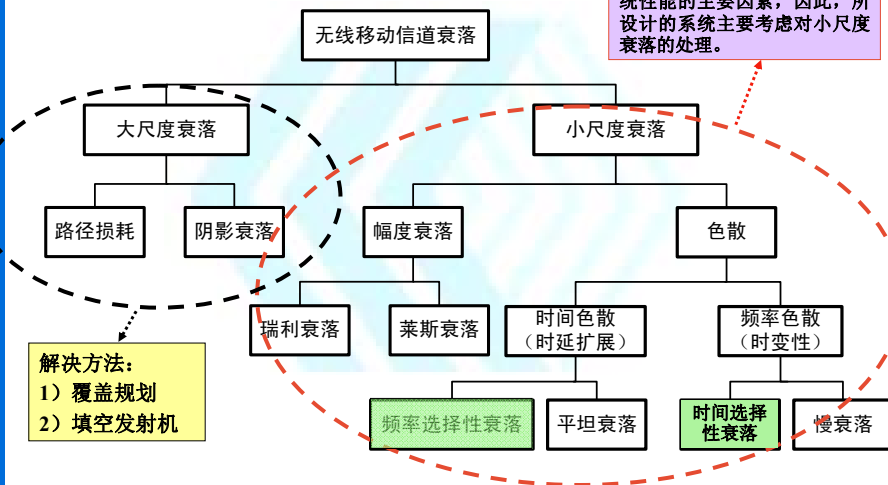 统性能的主要因素，因此，所
设计的系统主要考虑对小尺度
衰落的处理。
无线移动信道衰落
大尺度衰落
小尺度衰落
路径损耗
阴影衰落
幅度衰落
色散
瑞利衰落
莱斯衰落
时间色散
（时延扩展）
频率色散
（时变性）
解决方法：
1）覆盖规划
2）填空发射机
频率选择性衰落
平坦衰落
时间选择
性衰落
慢衰落